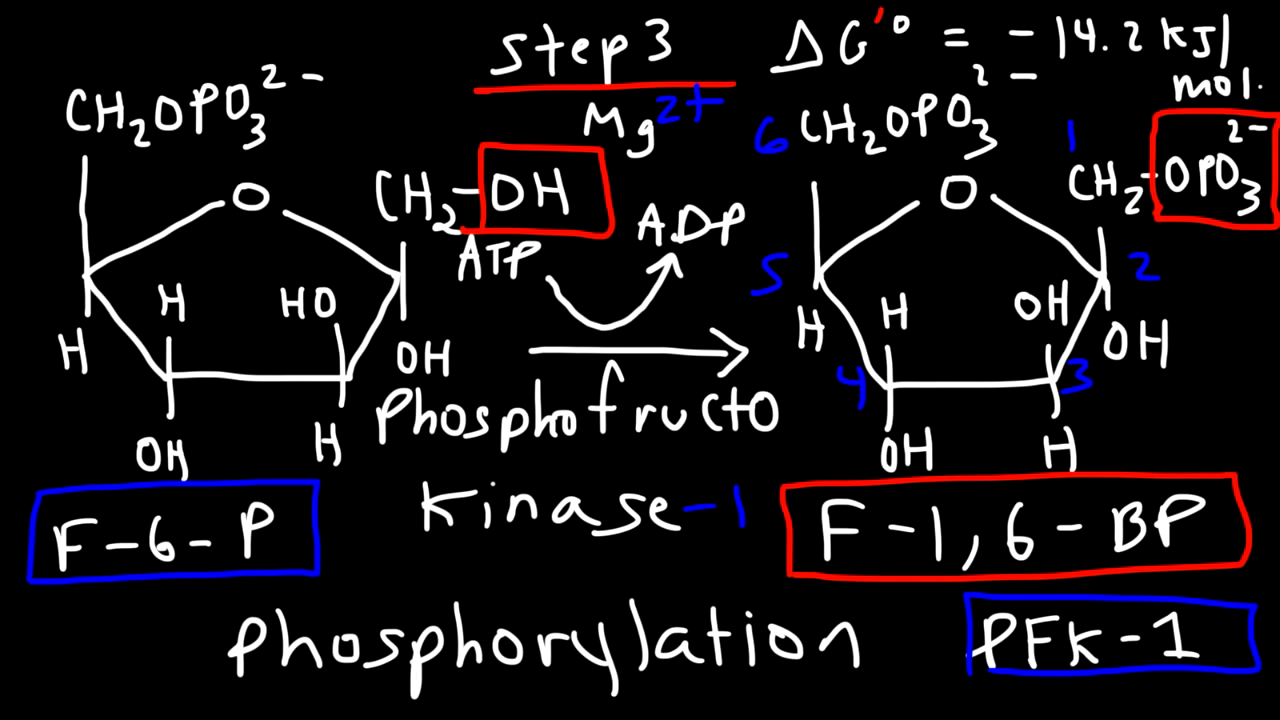 Step 3
ΔG'° = -14.2 kJ/
mol.
Mg2+
CH2OPO3 2-
O
CH2-OH
H
HO
H
OH
OH
H
F-6-P
ATP
ADP
Phosphofructo
kinase-1
6 CH2OPO3 2-
O
1
CH2-OPO3 2-
5
2
H
H
OH
OH
4
3
OH
H
F-1,6-BP
Phosphorylation
PFK-1